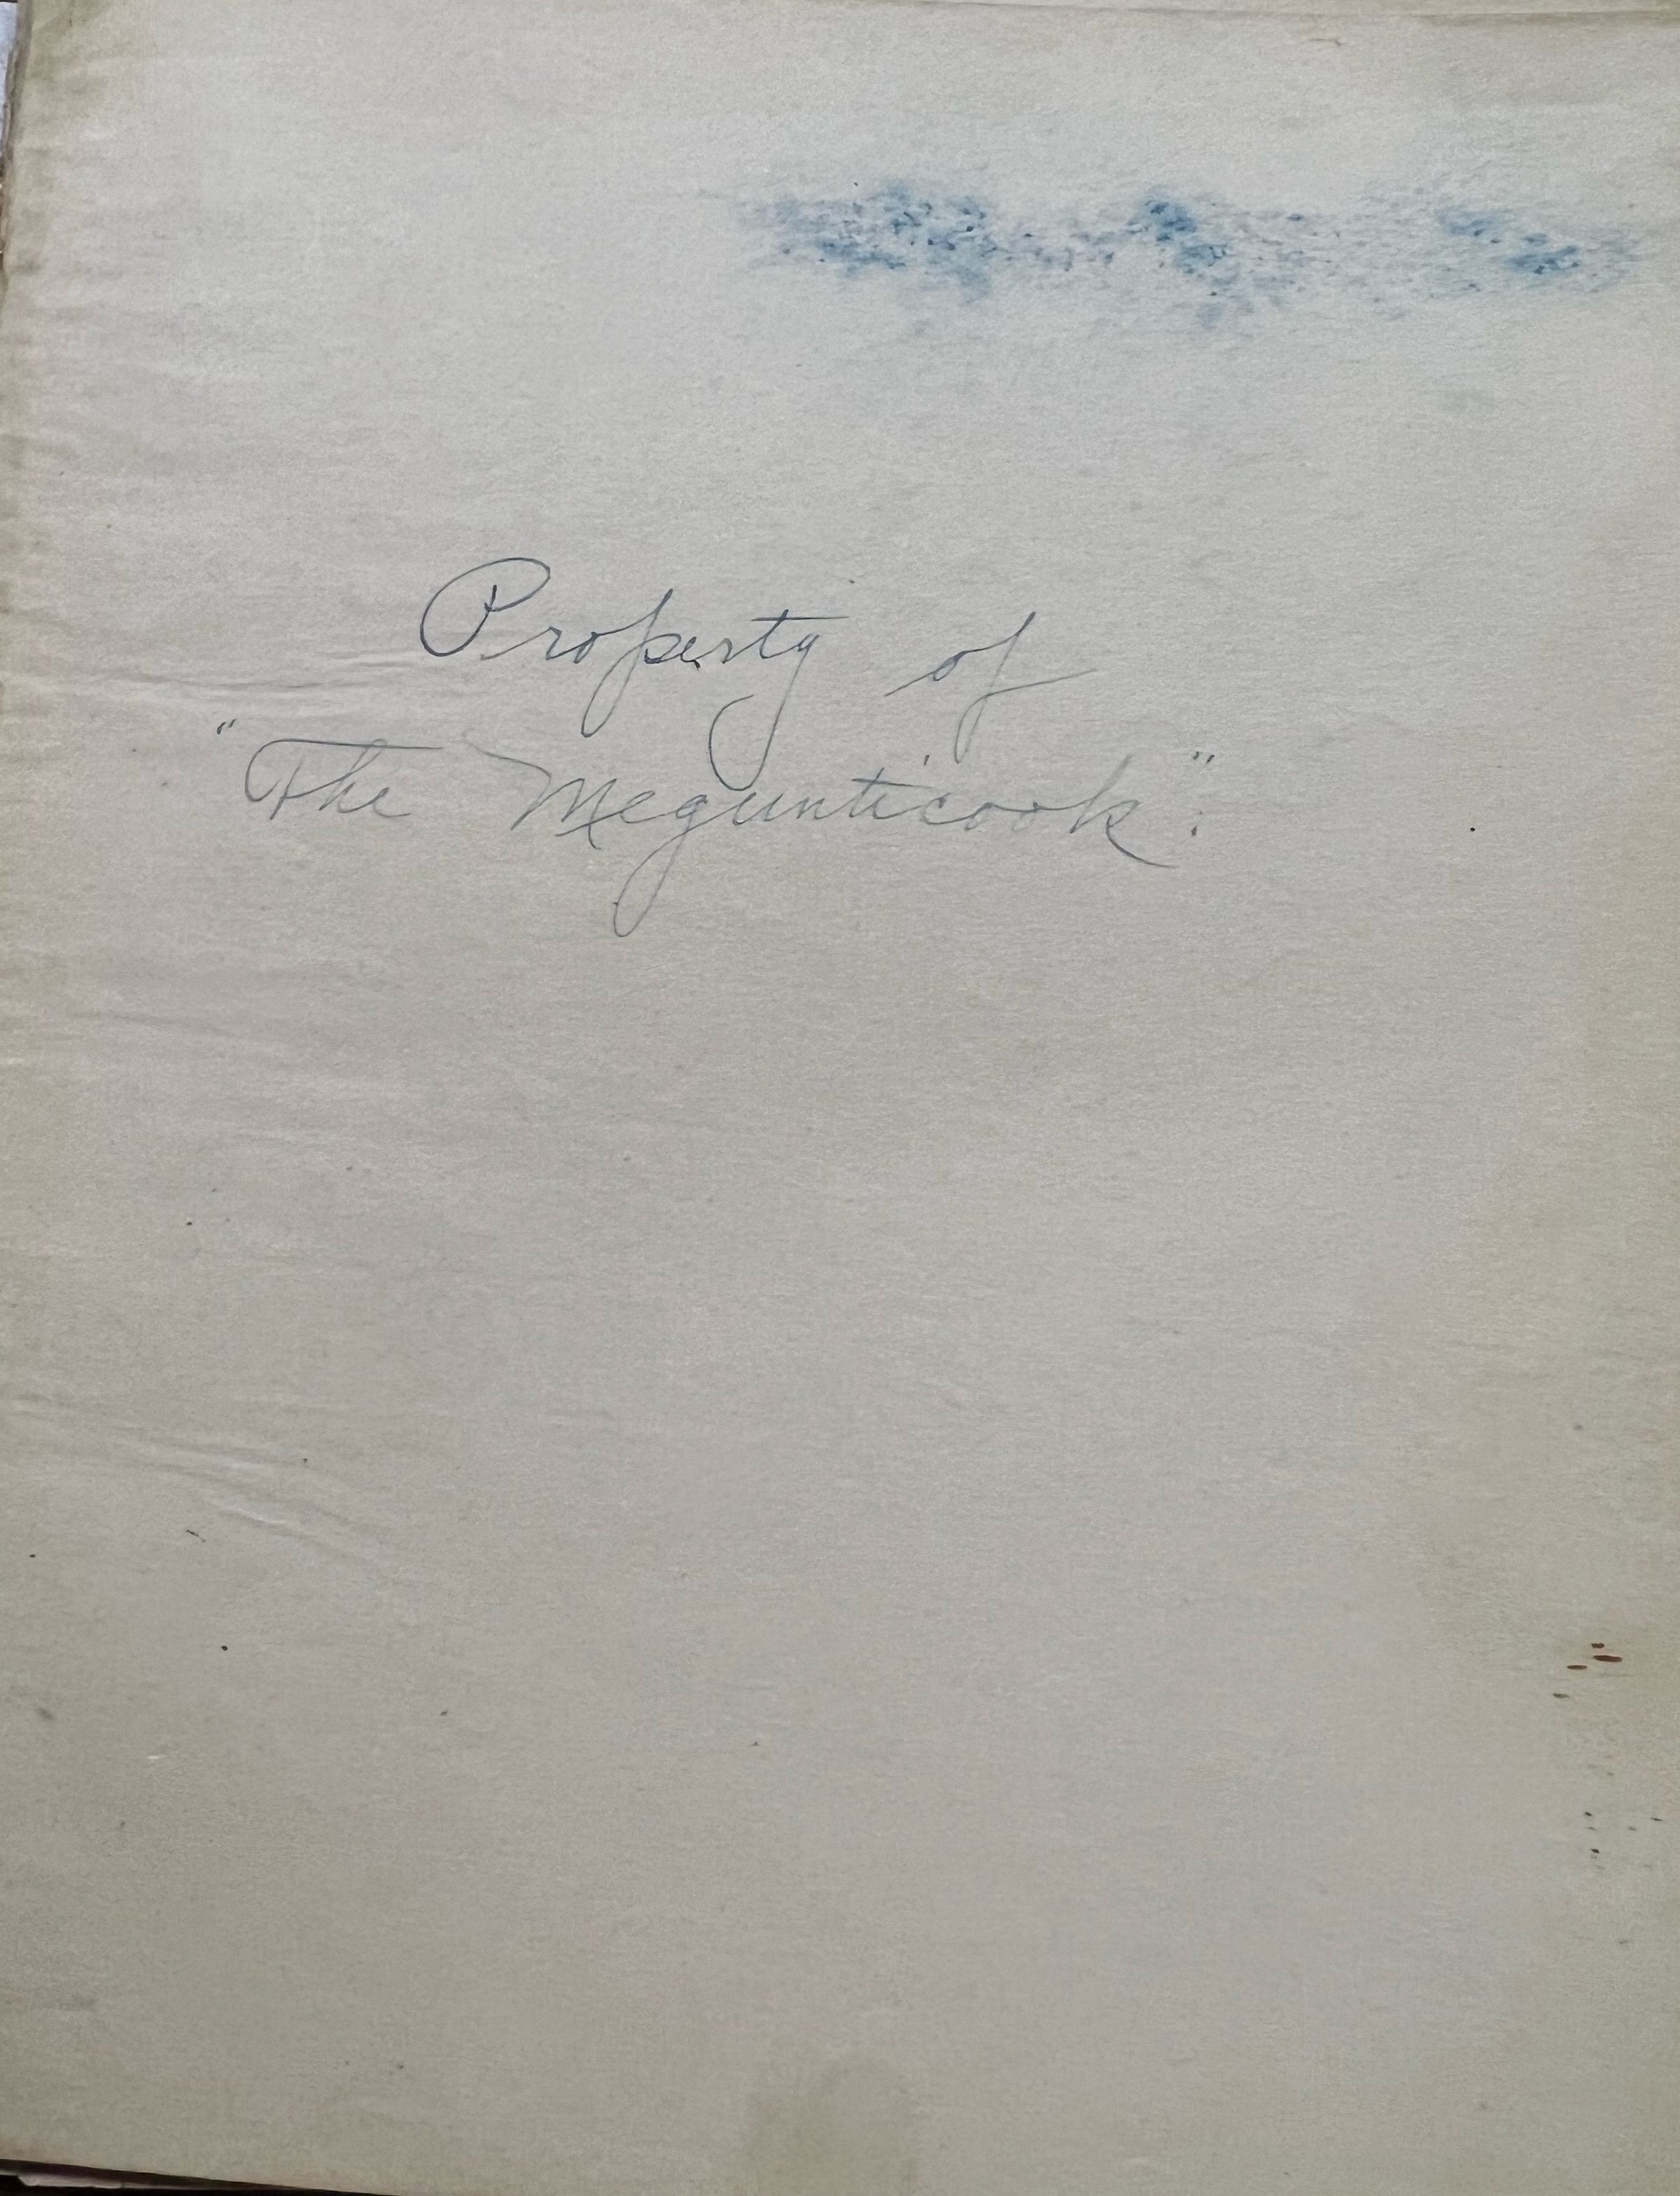 Property of
"The Megunticook".